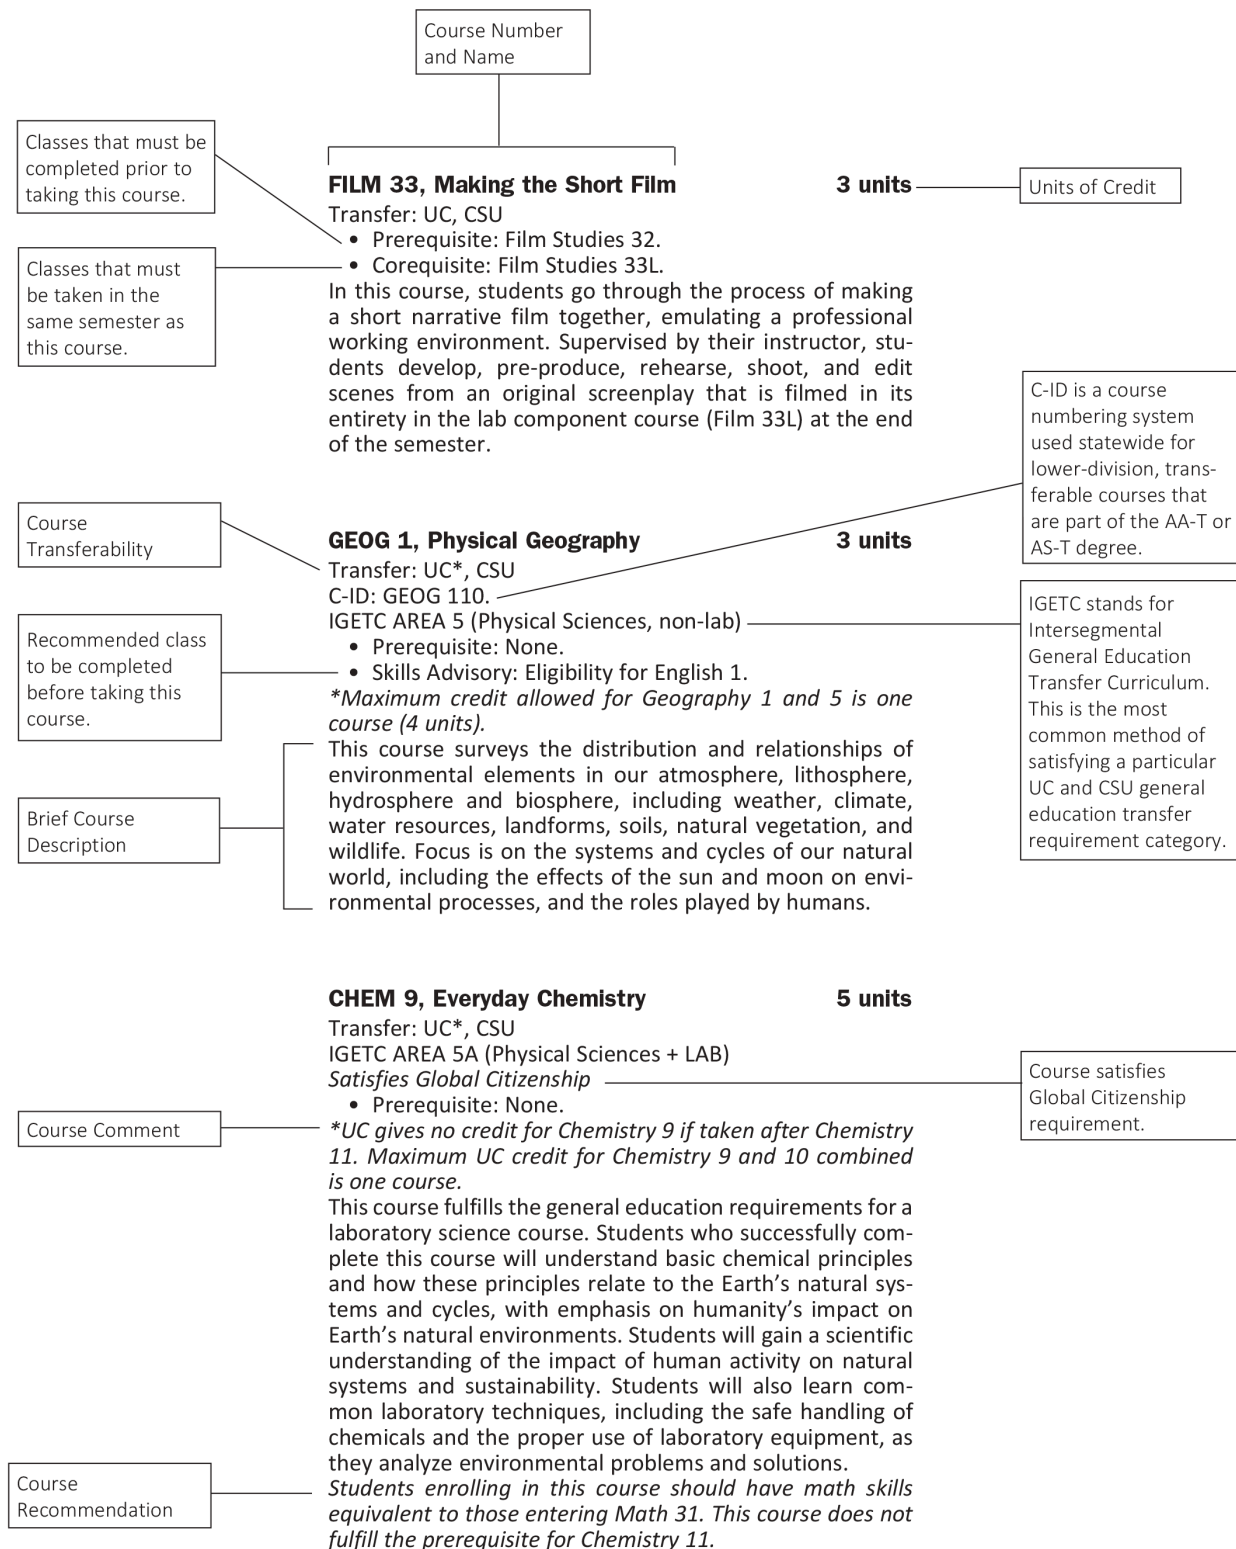 Course Number
and Name
Classes that must be
completed prior to
taking this course.
FILM 33, Making the Short Film 3 units
Units of Credit
Transfer: UC, CSU
• Prerequisite: Film Studies 32.
• Corequisite: Film Studies 33L.
Classes that must
be taken in the
same semester as
this course.
In this course, students go through the process of making
a short narrative film together, emulating a professional
working environment. Supervised by their instructor, stu-
dents develop, pre-produce, rehearse, shoot, and edit
scenes from an original screenplay that is filmed in its
entirety in the lab component course (Film 33L) at the end
of the semester.
C-ID is a course
numbering system
used statewide for
lower-division, trans-
ferable courses that
are part of the AA-T or
AS-T degree.
Course
Transferability
GEOG 1, Physical Geography 3 units
Transfer: UC*, CSU
C-ID: GEOG 110.
IGETC AREA 5 (Physical Sciences, non-lab)
• Prerequisite: None.
• Skills Advisory: Eligibility for English 1.
IGETC stands for
Intersegmental
General Education
Transfer Curriculum.
This is the most
common method of
satisfying a particular
UC and CSU general
education transfer
requirement category.
Recommended class
to be completed
before taking this
course.
*Maximum credit allowed for Geography 1 and 5 is one
course (4 units).
Brief Course
Description
This course surveys the distribution and relationships of
environmental elements in our atmosphere, lithosphere,
hydrosphere and biosphere, including weather, climate,
water resources, landforms, soils, natural vegetation, and
wildlife. Focus is on the systems and cycles of our natural
world, including the effects of the sun and moon on envi-
ronmental processes, and the roles played by humans.
CHEM 9, Everyday Chemistry 5 units
Transfer: UC*, CSU
IGETC AREA 5A (Physical Sciences + LAB)
Satisfies Global Citizenship
• Prerequisite: None.
Course satisfies
Global Citizenship
requirement.
Course Comment
*UC gives no credit for Chemistry 9 if taken after Chemistry
11. Maximum UC credit for Chemistry 9 and 10 combined
is one course.
This course fulfills the general education requirements for a
laboratory science course. Students who successfully com-
plete this course will understand basic chemical principles
and how these principles relate to the Earth’s natural sys-
tems and cycles, with emphasis on humanity’s impact on
Earth’s natural environments. Students will gain a scientific
understanding of the impact of human activity on natural
systems and sustainability. Students will also learn com-
mon laboratory techniques, including the safe handling of
chemicals and the proper use of laboratory equipment, as
they analyze environmental problems and solutions.
Course
Recommendation
Students enrolling in this course should have math skills
equivalent to those entering Math 31. This course does not
fulfill the prerequisite for Chemistry 11.